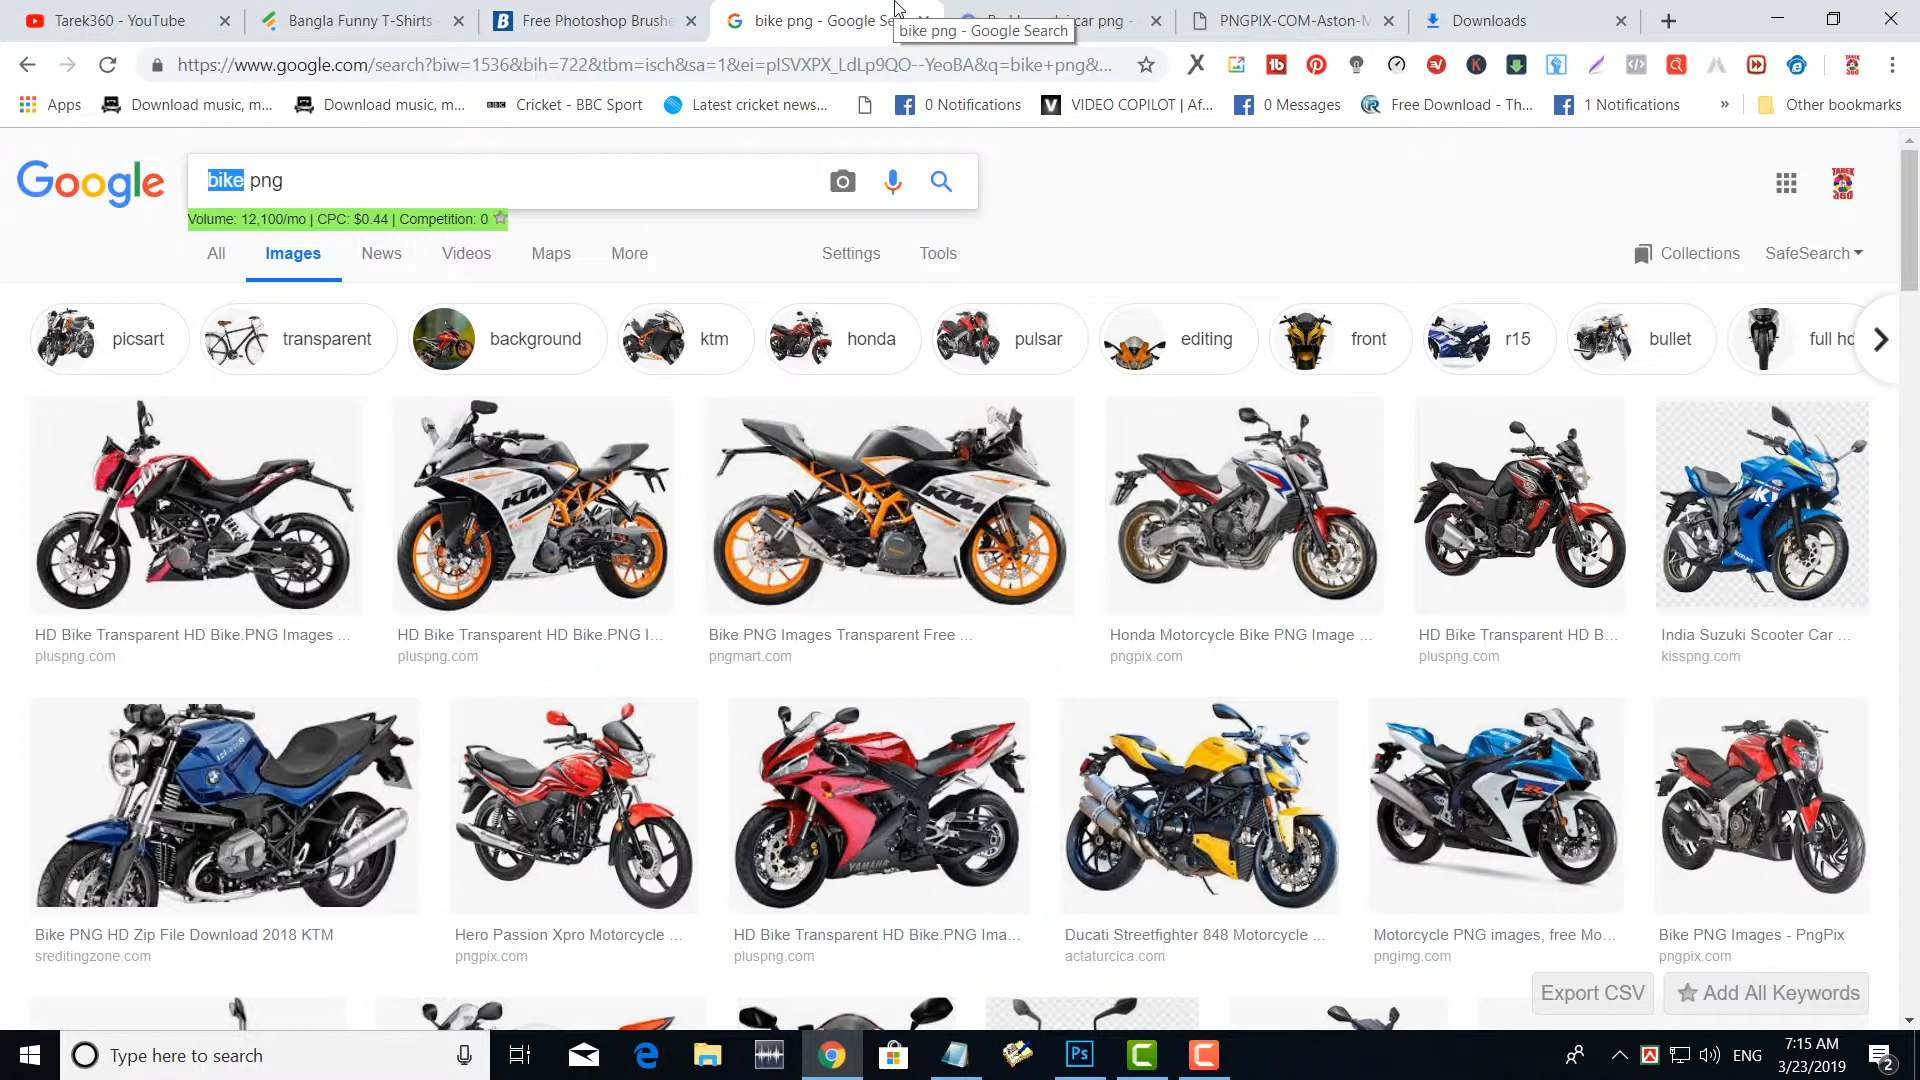 Tarek360 - YouTube
Bangla Funny T-Shirts -
Free Photoshop Brushe
bike png - Google Se
car png -
PNGPIX-COM-Aston-M
Downloads
bike png - Google Search
https://www.google.com/search?biw=1536&bih=722&tbm=isch&sa=1&ei=pISVXPX_LdLp9QO--YeoBA&q=bike+png&...
Apps
Download music, m...
Download music, m...
BBC
Cricket - BBC Sport
Latest cricket news...
0 Notifications
VIDEO COPILOT | Af...
0 Messages
Free Download - Th...
1 Notifications
»
Other bookmarks
Google
bike png
TAREK
360
Volume: 12,100/mo | CPC: $0.44 | Competition: 0
All
Images
News
Videos
Maps
More
Settings
Tools
Collections
SafeSearch
picsart
transparent
background
ktm
honda
pulsar
editing
front
r15
bullet
full hd
HD Bike Transparent HD Bike.PNG Images ...
pluspng.com
HD Bike Transparent HD Bike.PNG I...
pluspng.com
Bike PNG Images Transparent Free ...
pngmart.com
Honda Motorcycle Bike PNG Image ...
pngpix.com
HD Bike Transparent HD B...
pluspng.com
India Suzuki Scooter Car ...
kisspng.com
Bike PNG HD Zip File Download 2018 KTM
sreditingzone.com
Hero Passion Xpro Motorcycle ...
pngpix.com
HD Bike Transparent HD Bike.PNG Ima...
pluspng.com
Ducati Streetfighter 848 Motorcycle ...
actaturcica.com
Motorcycle PNG images, free Mo...
pngimg.com
Bike PNG Images - PngPix
pngpix.com
Export CSV
Add All Keywords
Type here to search
Ps
ENG
7:15 AM
3/23/2019
2